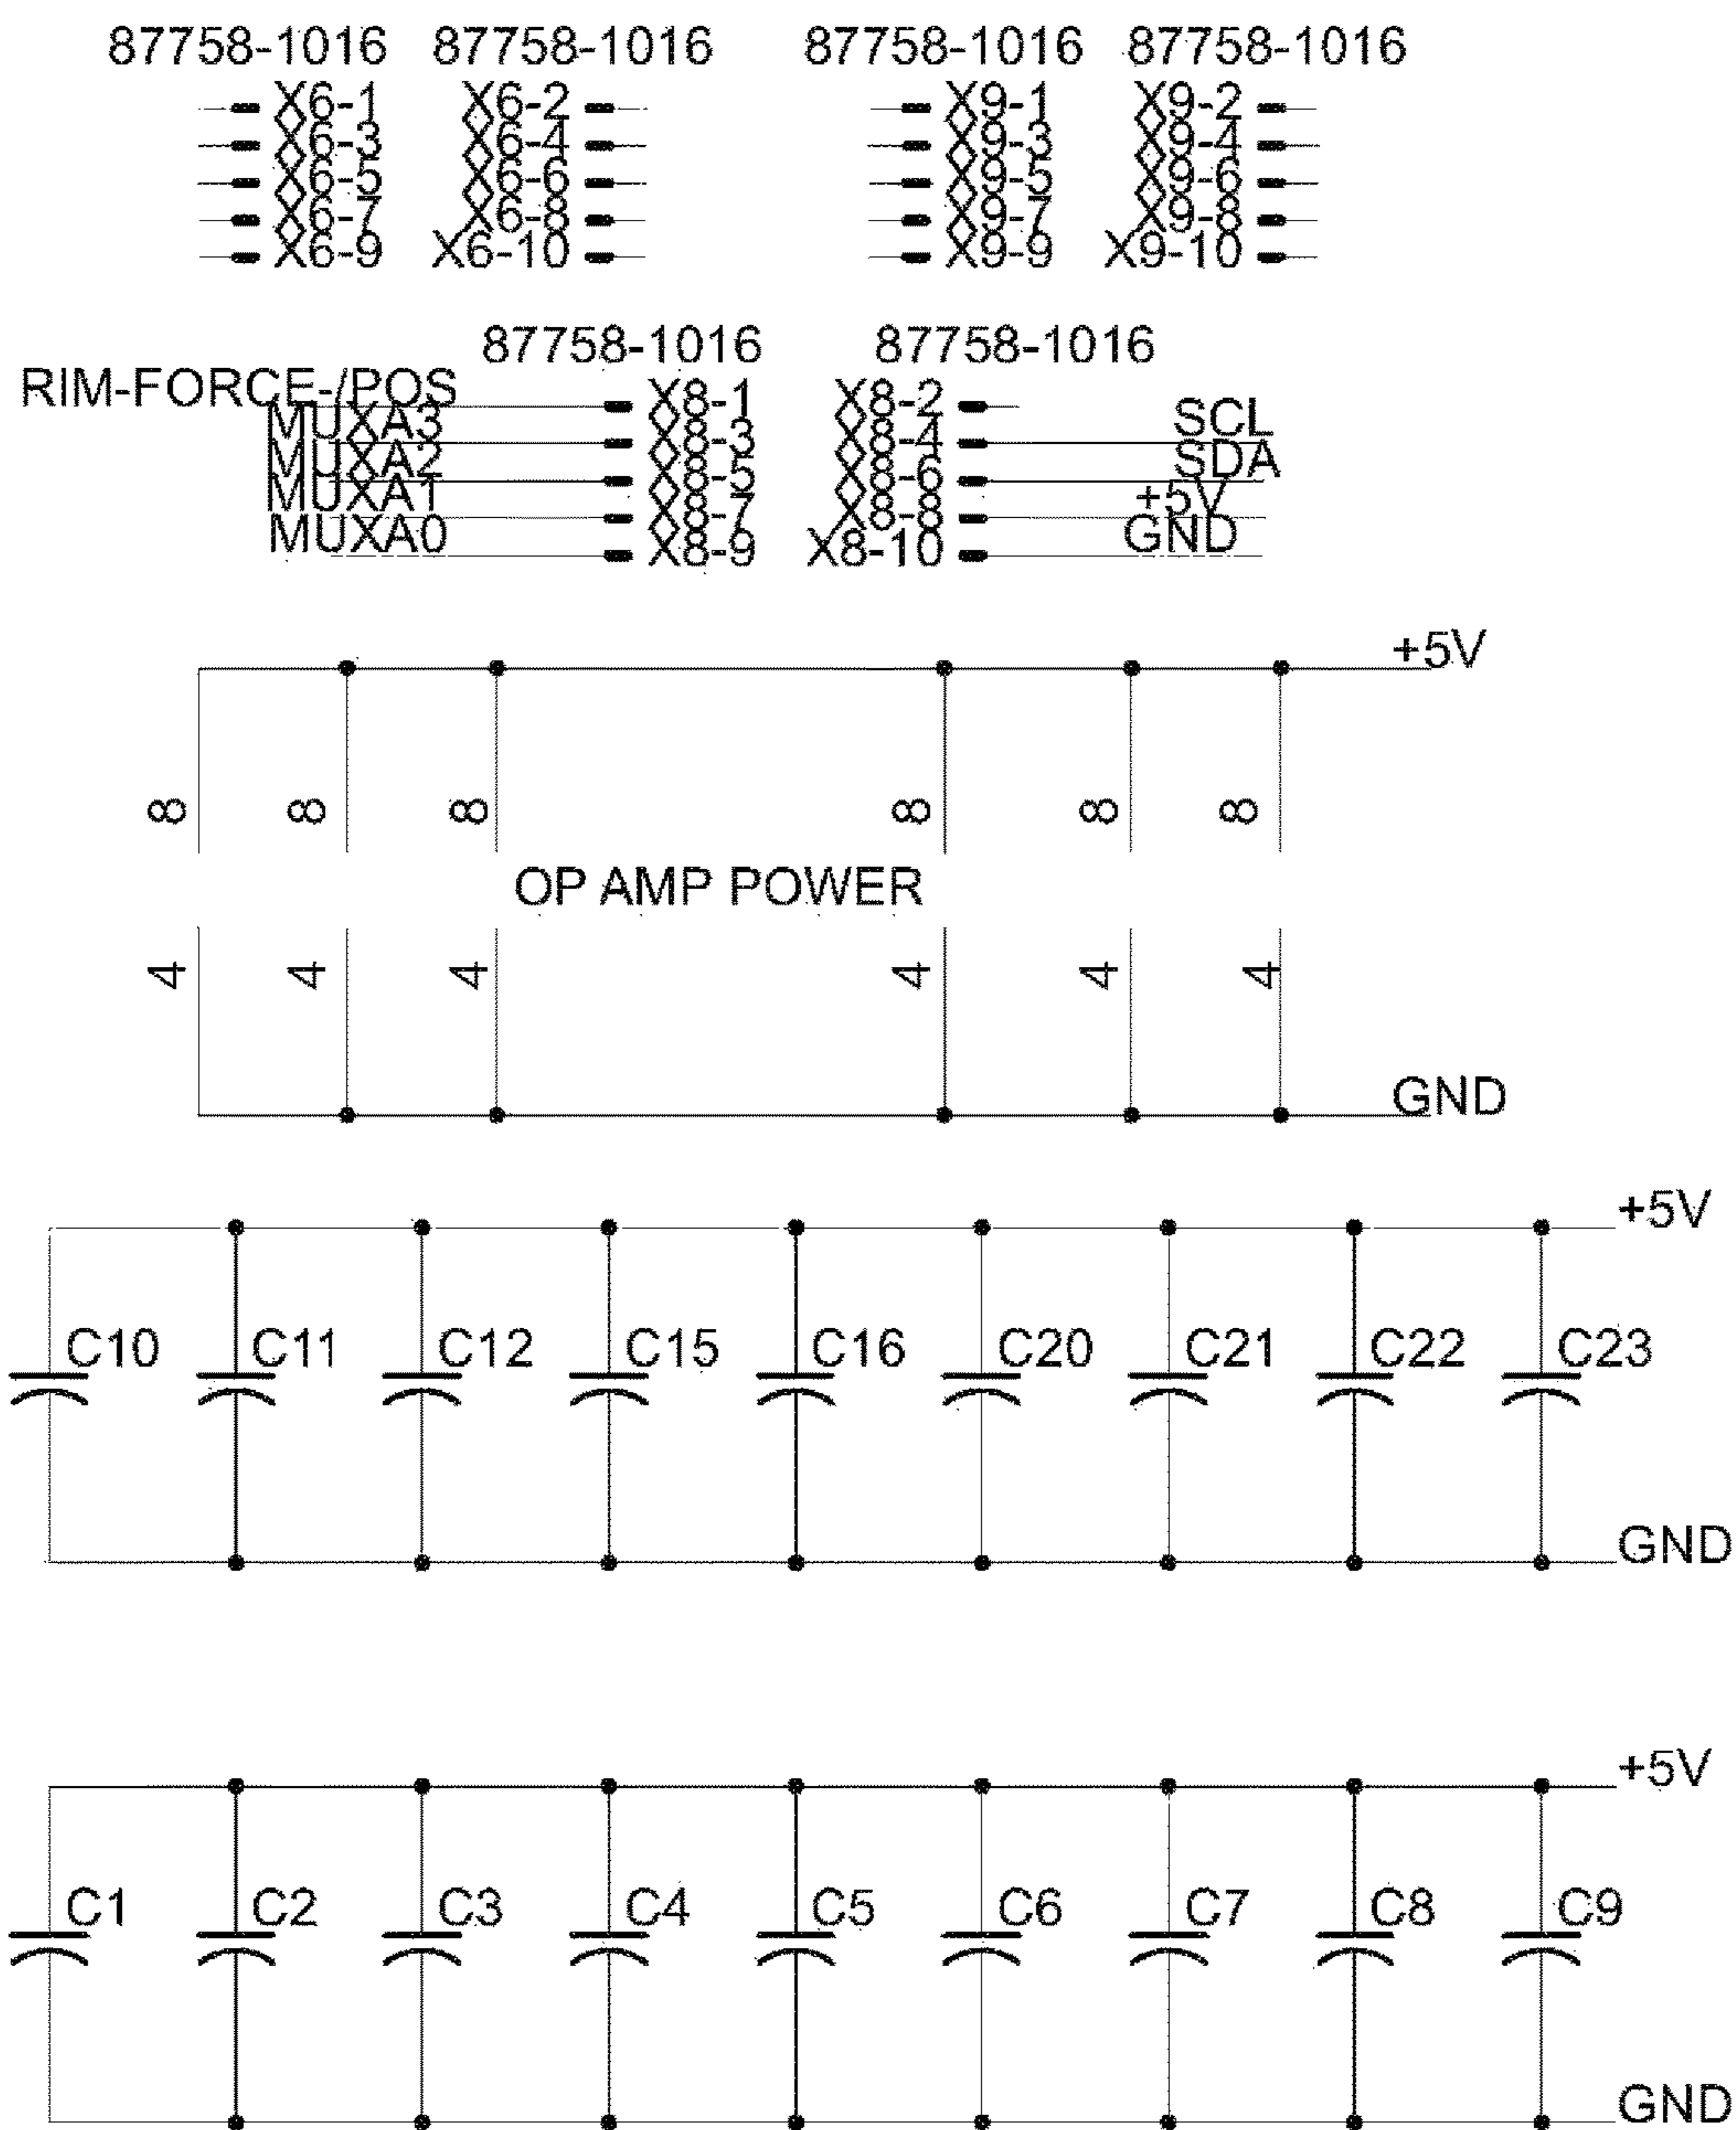 87758-1016 87758-1016 87758-1016 87758-1016
X6-1 X6-2 X9-1 X9-2
X6-3 X6-4 X9-3 X9-4
X6-5 X6-6 X9-5 X9-6
X6-7 X6-8 X9-7 X9-8
X6-9 X6-10 X9-9 X9-10
87758-1016 87758-1016
RIM-FORCE-/POS X8-1 X8-2
MUXA3 X8-3 X8-4 SCL
MUXA2 X8-5 X8-6 SDA
MUXA1 X8-7 X8-8 +5V
MUXA0 X8-9 X8-10 GND
+5V
8 8 8 8 8 8
OP AMP POWER
4 4 4 4 4 4
GND
+5V
C10 C11 C12 C15 C16 C20 C21 C22 C23
GND
+5V
C1 C2 C3 C4 C5 C6 C7 C8 C9
GND